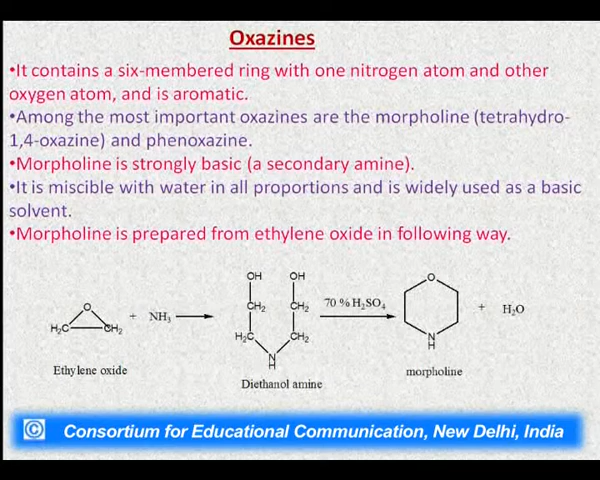 Oxazines
•It contains a six-membered ring with one nitrogen atom and other
oxygen atom, and is aromatic.
•Among the most important oxazines are the morpholine (tetrahydro-
1,4-oxazine) and phenoxazine.
•Morpholine is strongly basic (a secondary amine).
•It is miscible with water in all proportions and is widely used as a basic
solvent.
•Morpholine is prepared from ethylene oxide in following way.
OH OH
O CH₂ CH₂ 70 % H₂SO₄ O
H₂C CH₂ + NH₃ + H₂O
H₂C CH₂ N
H
N
H
Ethylene oxide Diethanol amine morpholine
© Consortium for Educational Communication, New Delhi, India